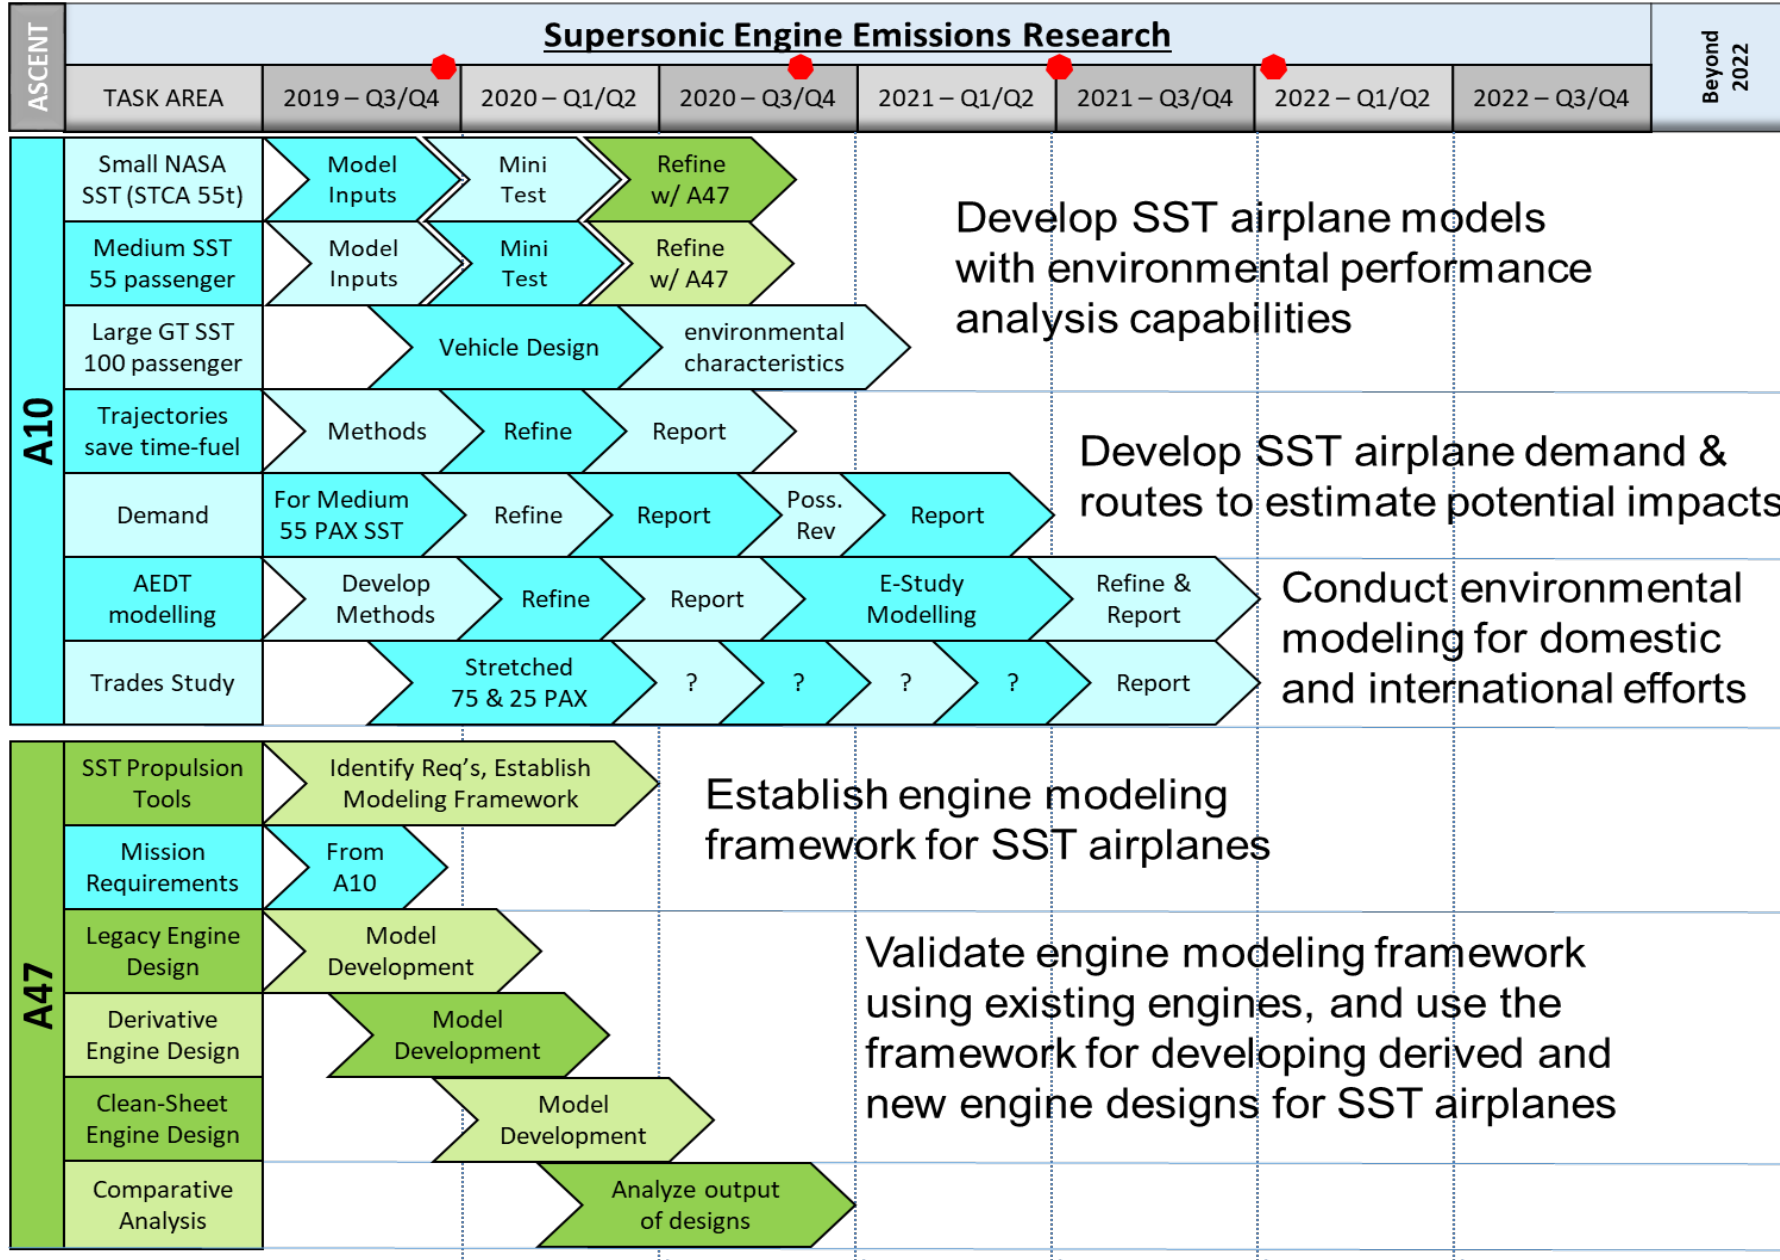 ASCENT
Supersonic Engine Emissions Research
Beyond
2022
TASK AREA
2019 – Q3/Q4
2020 – Q1/Q2
2020 – Q3/Q4
2021 – Q1/Q2
2021 – Q3/Q4
2022 – Q1/Q2
2022 – Q3/Q4
A10
Small NASA
SST (STCA 55t)
Model
Inputs
Mini
Test
Refine
w/ A47
Medium SST
55 passenger
Model
Inputs
Mini
Test
Refine
w/ A47
Large GT SST
100 passenger
Vehicle Design
environmental
characteristics
Develop SST airplane models
with environmental performance
analysis capabilities
Trajectories
save time-fuel
Methods
Refine
Report
Demand
For Medium
55 PAX SST
Refine
Report
Poss.
Rev
Report
Develop SST airplane demand &
routes to estimate potential impacts
AEDT
modelling
Develop
Methods
Refine
Report
E-Study
Modelling
Refine &
Report
Trades Study
Stretched
75 & 25 PAX
?
?
?
?
Report
Conduct environmental
modeling for domestic
and international efforts
A47
SST Propulsion
Tools
Identify Req's, Establish
Modeling Framework
Mission
Requirements
From
A10
Establish engine modeling
framework for SST airplanes
Legacy Engine
Design
Model
Development
Derivative
Engine Design
Model
Development
Clean-Sheet
Engine Design
Model
Development
Comparative
Analysis
Analyze output
of designs
Validate engine modeling framework
using existing engines, and use the
framework for developing derived and
new engine designs for SST airplanes